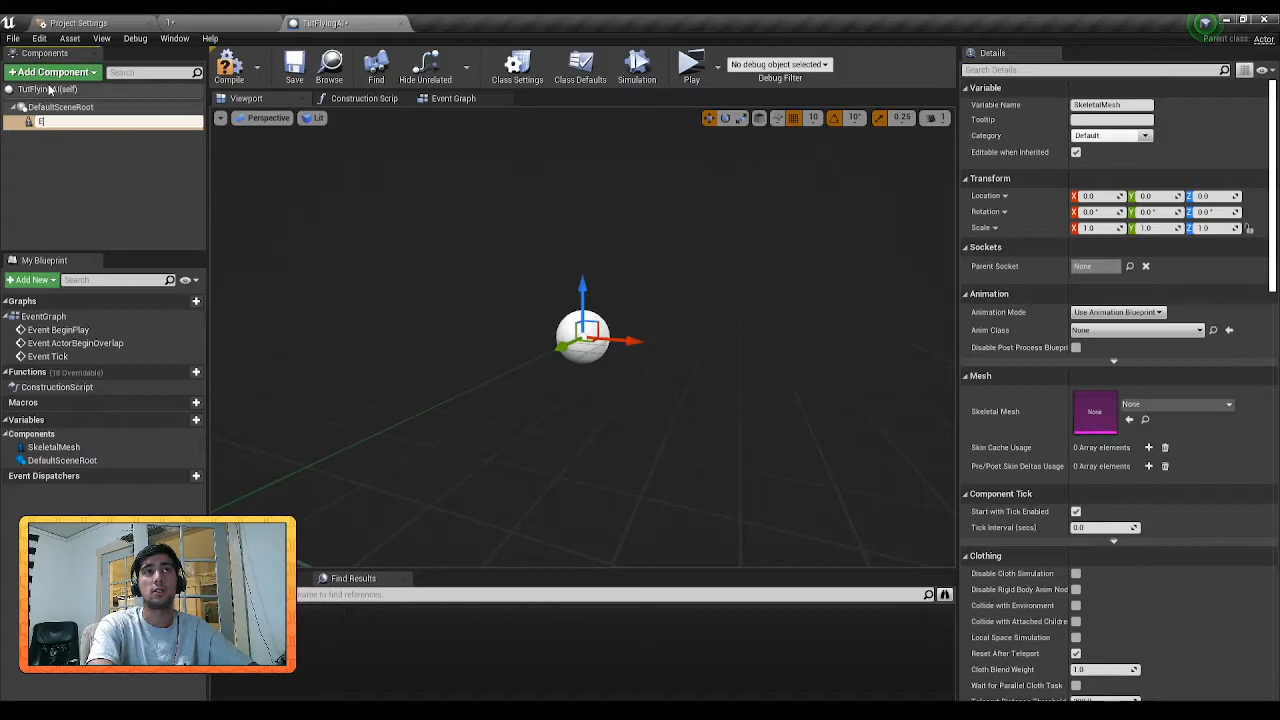 Project Settings
1*
TutFlyingAI*
File Edit Asset View Debug Window Help
Parent class: Actor
Components
+ Add Component
Search
TutFlyingAI(self)
DefaultSceneRoot
E
Compile
Save
Browse
Find
Hide Unrelated
Class Settings
Class Defaults
Simulation
Play
No debug object selected
Debug Filter
Viewport
Construction Scrip
Event Graph
Perspective
Lit
10
10°
0.25
1
My Blueprint
+ Add New
Search
Graphs
EventGraph
Event BeginPlay
Event ActorBeginOverlap
Event Tick
Functions (18 Overridable)
ConstructionScript
Macros
Variables
Components
SkeletalMesh
DefaultSceneRoot
Event Dispatchers
Find Results
name to find references.
Details
Search Details
Variable
Variable Name SkeletalMesh
Tooltip
Category Default
Editable when Inherited
Transform
Location X 0.0 Y 0.0 Z 0.0
Rotation X 0.0° Y 0.0° Z 0.0°
Scale X 1.0 Y 1.0 Z 1.0
Sockets
Parent Socket None
Animation
Animation Mode Use Animation Blueprint
Anim Class None
Disable Post Process Bluepri
Mesh
Skeletal Mesh None None
Skin Cache Usage 0 Array elements
Pre/Post Skin Deltas Usage 0 Array elements
Component Tick
Start with Tick Enabled
Tick Interval (secs) 0.0
Clothing
Disable Cloth Simulation
Disable Rigid Body Anim Nod
Collide with Environment
Collide with Attached Childre
Local Space Simulation
Reset After Teleport
Cloth Blend Weight 1.0
Wait for Parallel Cloth Task